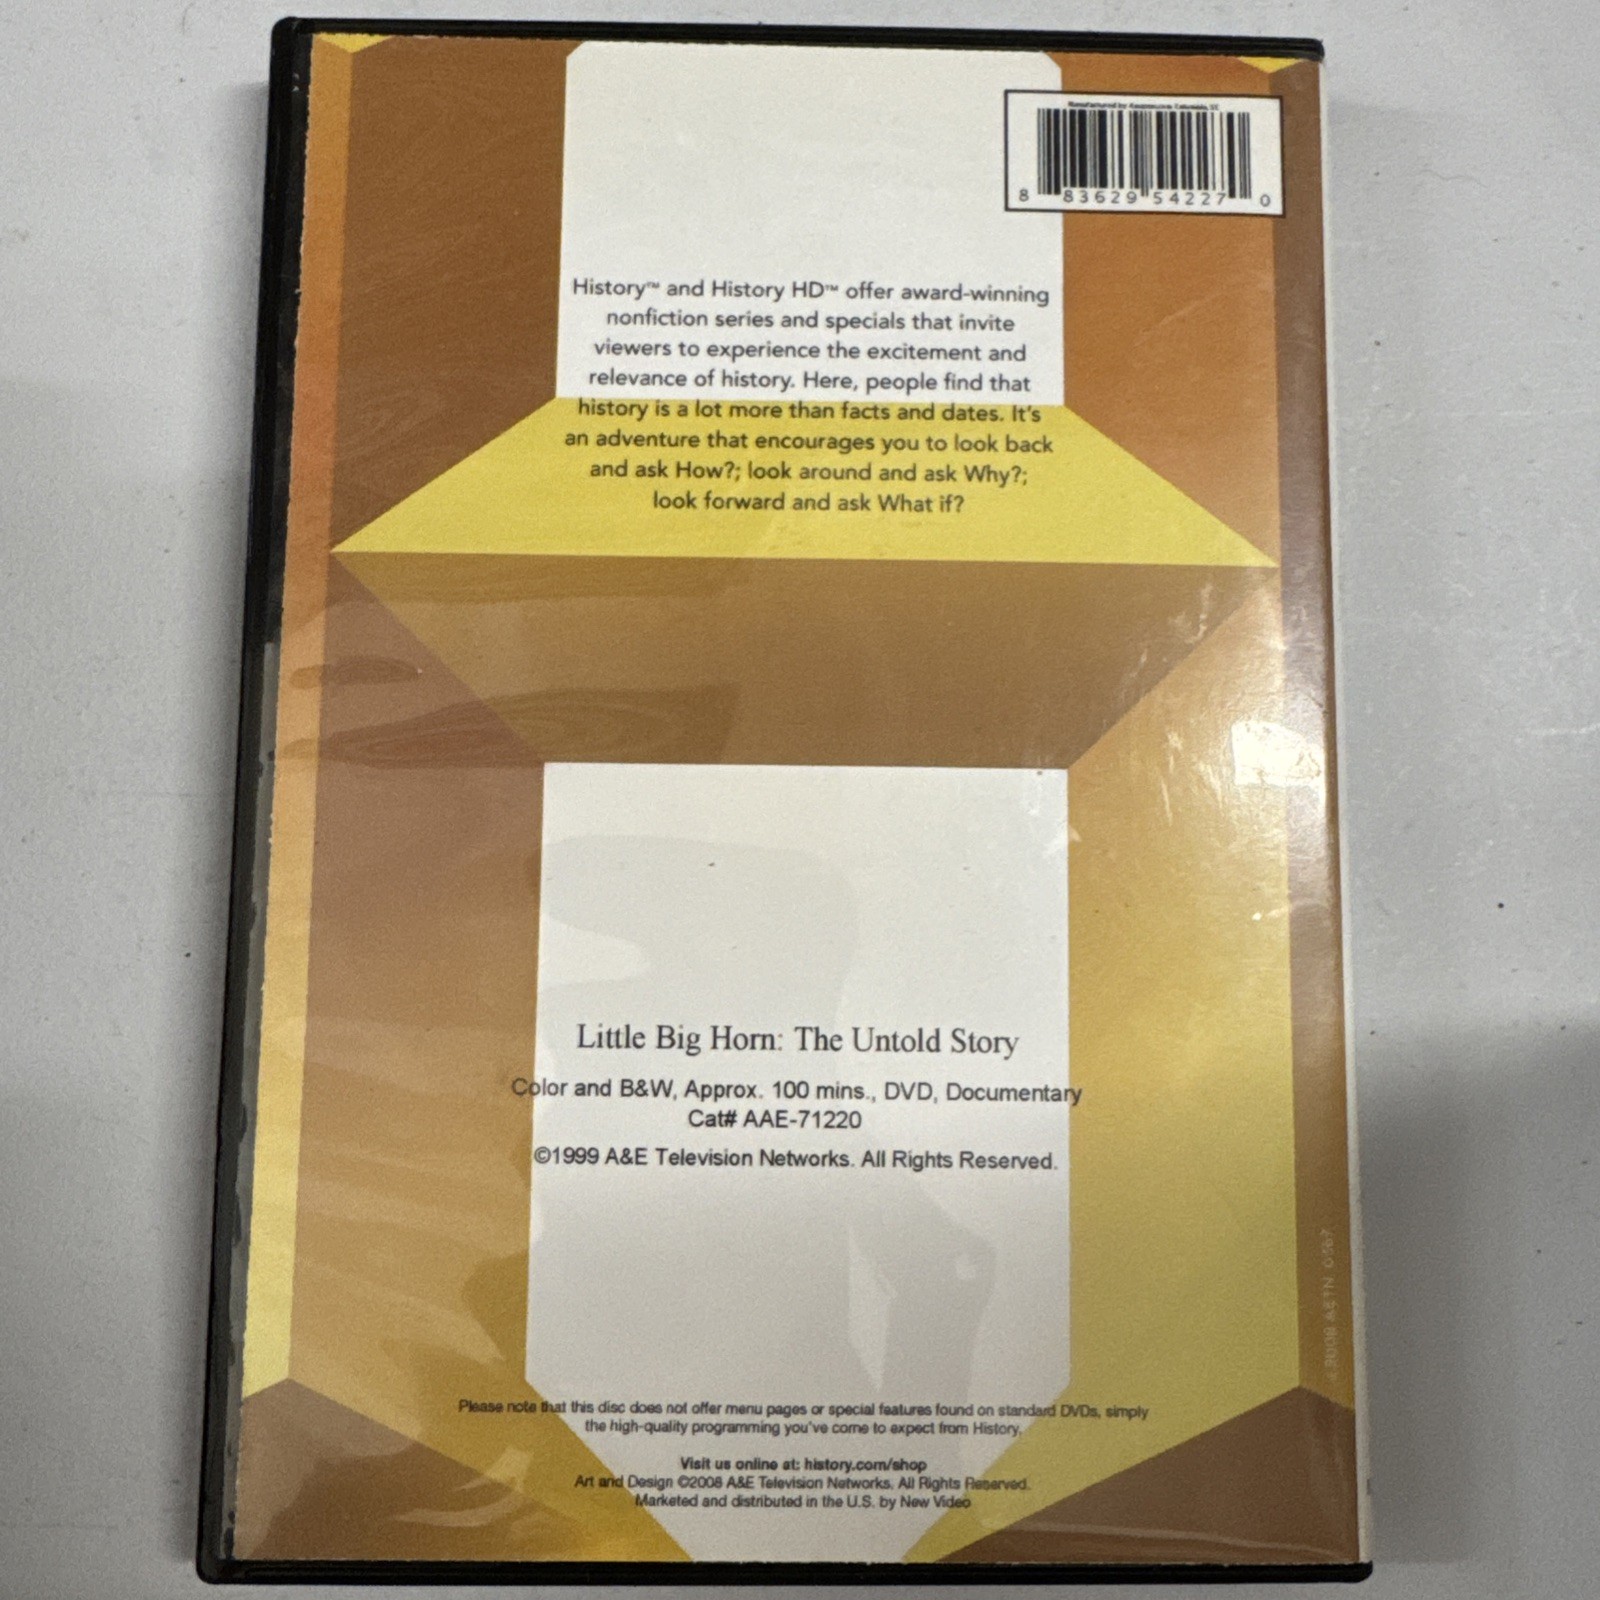 8 83629 54227 0
History™ and History HD™ offer award-winning
nonfiction series and specials that invite
viewers to experience the excitement and
relevance of history. Here, people find that
history is a lot more than facts and dates. It's
an adventure that encourages you to look back
and ask How?; look around and ask Why?;
look forward and ask What if?
Little Big Horn: The Untold Story
Color and B&W, Approx. 100 mins., DVD, Documentary
Cat# AAE-71220
©1999 A&E Television Networks. All Rights Reserved.
Please note that this disc does not offer menu pages or special features found on standard DVDs, simply
the high-quality programming you've come to expect from History.
Visit us online at: history.com/shop
Art and Design ©2008 A&E Television Networks. All Rights Reserved.
Marketed and distributed in the U.S. by New Video